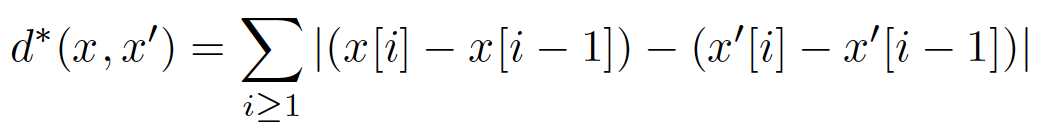 d*(x, x′) = ∑_{i≥1} |(x[i] − x[i − 1]) − (x′[i] − x′[i − 1])|